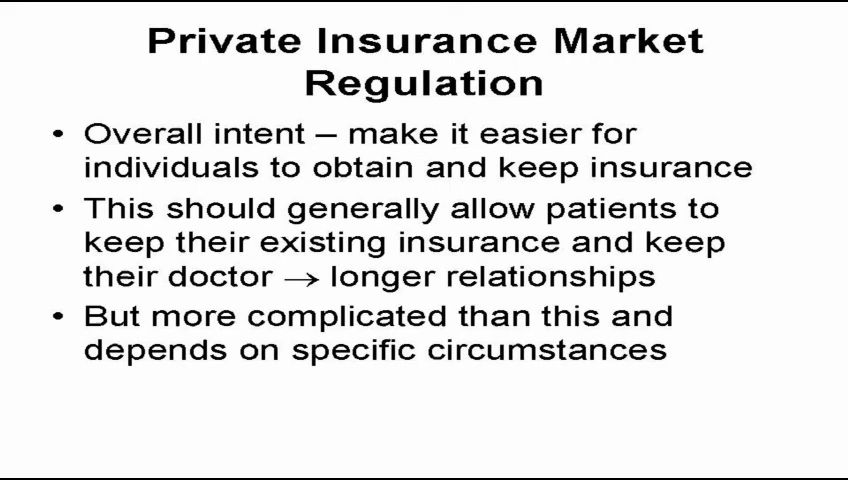 Private Insurance Market
Regulation
• Overall intent – make it easier for
individuals to obtain and keep insurance
• This should generally allow patients to
keep their existing insurance and keep
their doctor → longer relationships
• But more complicated than this and
depends on specific circumstances